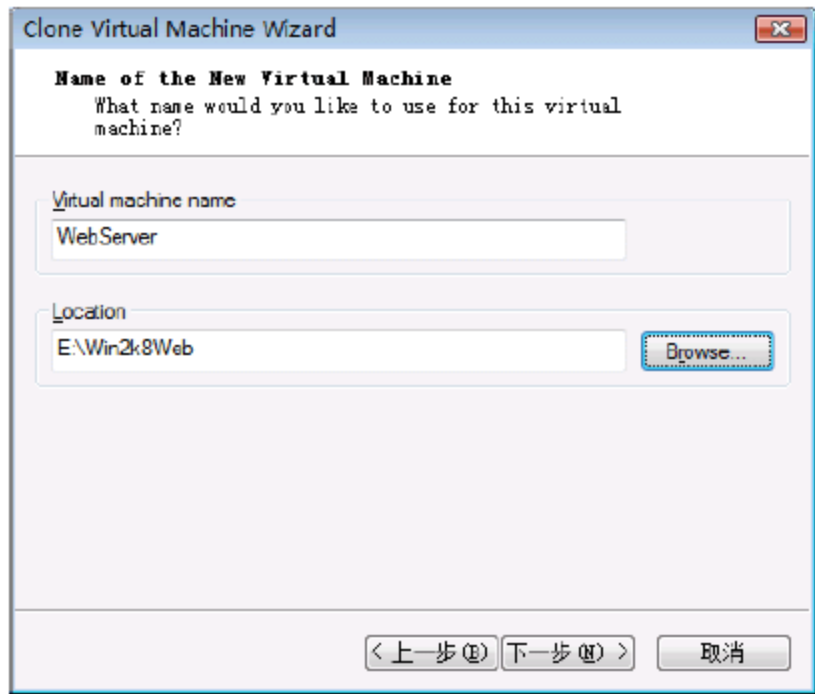 Clone Virtual Machine Wizard
Name of the New Virtual Machine
What name would you like to use for this virtual
machine?
Virtual machine name
WebServer
Location
E:\Win2k8Web
Browse...
< 上一步(B) 下一步(N) > 取消